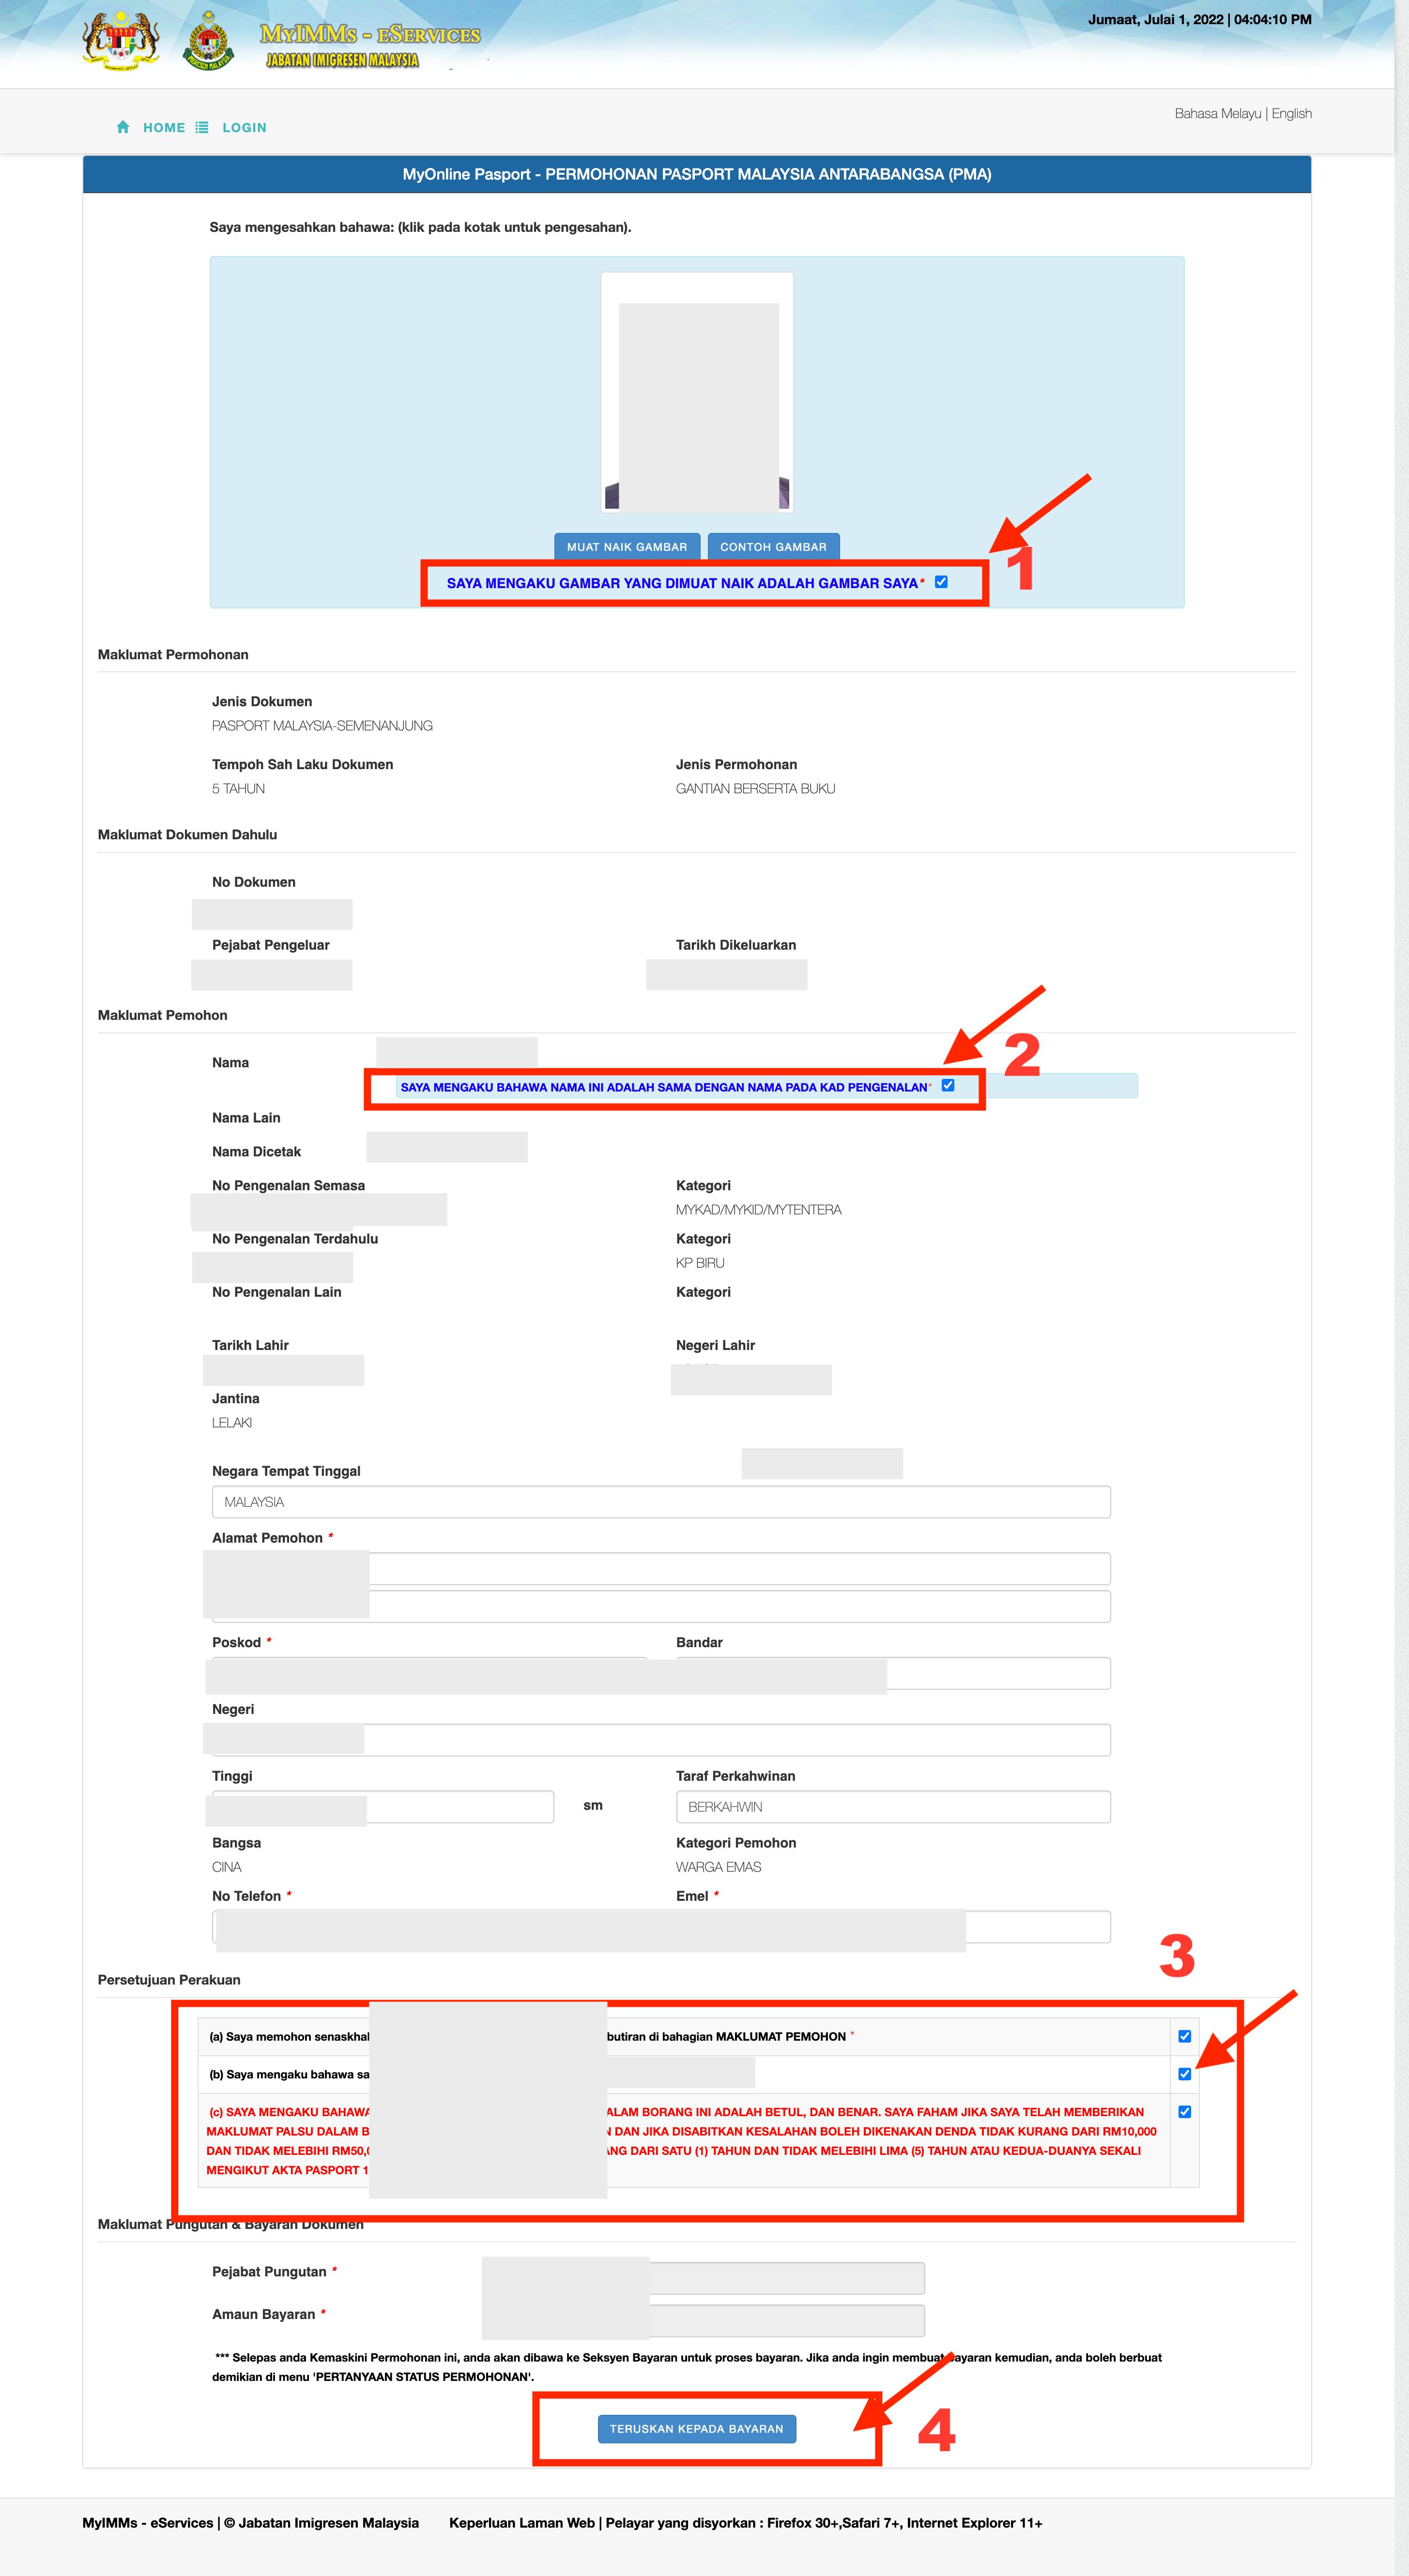 Jumaat, Julai 1, 2022 | 04:04:10 PM
MyIMMs - eServices
JABATAN IMIGRESEN MALAYSIA
Bahasa Melayu | English
HOME LOGIN
MyOnline Pasport - PERMOHONAN PASPORT MALAYSIA ANTARABANGSA (PMA)
Saya mengesahkan bahawa: (klik pada kotak untuk pengesahan).
MUAT NAIK GAMBAR CONTOH GAMBAR
1
SAYA MENGAKU GAMBAR YANG DIMUAT NAIK ADALAH GAMBAR SAYA*
Maklumat Permohonan
Jenis Dokumen
PASPORT MALAYSIA-SEMENANJUNG
Tempoh Sah Laku Dokumen Jenis Permohonan
5 TAHUN GANTIAN BERSERTA BUKU
Maklumat Dokumen Dahulu
No Dokumen
Pejabat Pengeluar Tarikh Dikeluarkan
Maklumat Pemohon
2
Nama
SAYA MENGAKU BAHAWA NAMA INI ADALAH SAMA DENGAN NAMA PADA KAD PENGENALAN*
Nama Lain
Nama Dicetak
No Pengenalan Semasa Kategori
MYKAD/MYKID/MYTENTERA
No Pengenalan Terdahulu Kategori
KP BIRU
No Pengenalan Lain Kategori
Tarikh Lahir Negeri Lahir
Jantina
LELAKI
Negara Tempat Tinggal
MALAYSIA
Alamat Pemohon *
Poskod * Bandar
Negeri
Tinggi Taraf Perkahwinan
sm BERKAHWIN
Bangsa Kategori Pemohon
CINA WARGA EMAS
No Telefon * Emel *
3
Persetujuan Perakuan
(a) Saya memohon senaskhal butiran di bahagian MAKLUMAT PEMOHON *
(b) Saya mengaku bahawa sa
(c) SAYA MENGAKU BAHAWA ALAM BORANG INI ADALAH BETUL, DAN BENAR. SAYA FAHAM JIKA SAYA TELAH MEMBERIKAN
MAKLUMAT PALSU DALAM B N DAN JIKA DISABITKAN KESALAHAN BOLEH DIKENAKAN DENDA TIDAK KURANG DARI RM10,000
DAN TIDAK MELEBIHI RM50,0 ANG DARI SATU (1) TAHUN DAN TIDAK MELEBIHI LIMA (5) TAHUN ATAU KEDUA-DUANYA SEKALI
MENGIKUT AKTA PASPORT 1
Maklumat Pungutan & Bayaran Dokumen
Pejabat Pungutan *
Amaun Bayaran *
*** Selepas anda Kemaskini Permohonan ini, anda akan dibawa ke Seksyen Bayaran untuk proses bayaran. Jika anda ingin membuat bayaran kemudian, anda boleh berbuat
demikian di menu 'PERTANYAAN STATUS PERMOHONAN'.
TERUSKAN KEPADA BAYARAN
4
MyIMMs - eServices | © Jabatan Imigresen Malaysia Keperluan Laman Web | Pelayar yang disyorkan : Firefox 30+,Safari 7+, Internet Explorer 11+